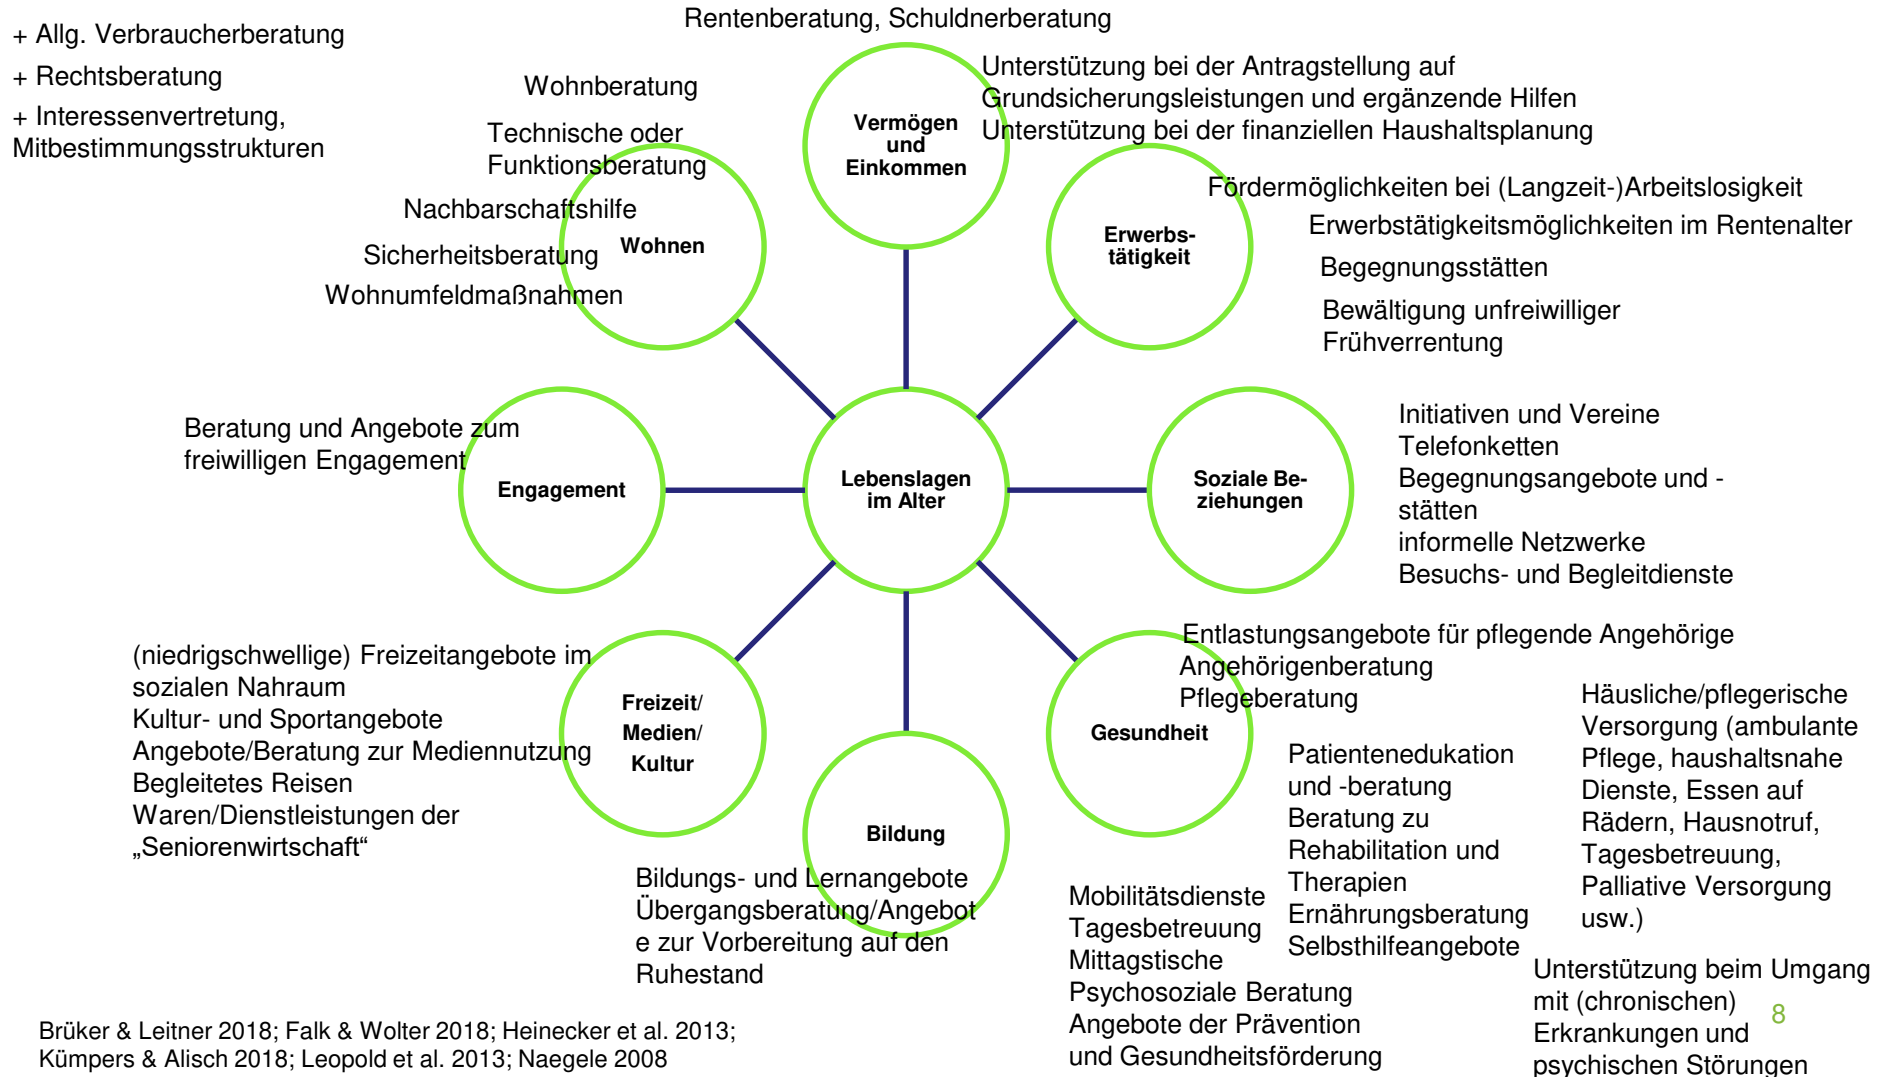 Rentenberatung, Schuldnerberatung
+ Allg. Verbraucherberatung
+ Rechtsberatung
+ Interessenvertretung,
Mitbestimmungsstrukturen
Wohnberatung
Technische oder
Funktionsberatung
Nachbarschaftshilfe
Sicherheitsberatung
Wohnumfeldmaßnahmen
Wohnen
Vermögen
und
Einkommen
Unterstützung bei der Antragstellung auf
Grundsicherungsleistungen und ergänzende Hilfen
Unterstützung bei der finanziellen Haushaltsplanung
Erwerbs-
tätigkeit
Fördermöglichkeiten bei (Langzeit-)Arbeitslosigkeit
Erwerbstätigkeitsmöglichkeiten im Rentenalter
Begegnungsstätten
Bewältigung unfreiwilliger
Frühverrentung
Beratung und Angebote zum
freiwilligen Engagement
Engagement
Lebenslagen
im Alter
Soziale Be-
ziehungen
Initiativen und Vereine
Telefonketten
Begegnungsangebote und -
stätten
informelle Netzwerke
Besuchs- und Begleitdienste
(niedrigschwellige) Freizeitangebote im
sozialen Nahraum
Kultur- und Sportangebote
Angebote/Beratung zur Mediennutzung
Begleitetes Reisen
Waren/Dienstleistungen der
„Seniorenwirtschaft“
Freizeit/
Medien/
Kultur
Bildung
Bildungs- und Lernangebote
Übergangsberatung/Angebot
e zur Vorbereitung auf den
Ruhestand
Entlastungsangebote für pflegende Angehörige
Angehörigenberatung
Pflegeberatung
Gesundheit
Patientenedukation
und -beratung
Beratung zu
Rehabilitation und
Therapien
Ernährungsberatung
Selbsthilfeangebote
Häusliche/pflegerische
Versorgung (ambulante
Pflege, haushaltsnahe
Dienste, Essen auf
Rädern, Hausnotruf,
Tagesbetreuung,
Palliative Versorgung
usw.)
Mobilitätsdienste
Tagesbetreuung
Mittagstische
Psychosoziale Beratung
Angebote der Prävention
und Gesundheitsförderung
Unterstützung beim Umgang
mit (chronischen)
Erkrankungen und
psychischen Störungen
8
Brüker & Leitner 2018; Falk & Wolter 2018; Heinecker et al. 2013;
Kümpers & Alisch 2018; Leopold et al. 2013; Naegele 2008